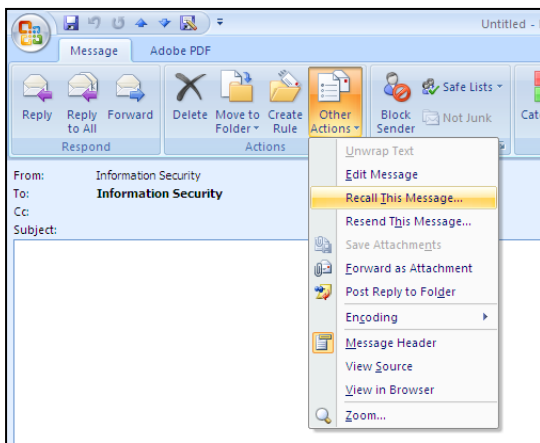 Untitled -
Message Adobe PDF
Reply Reply to All Forward Delete Move to Folder Create Rule Other Actions Block Sender Safe Lists Not Junk Cat
Respond Actions
From: Information Security
To: Information Security
Cc:
Subject:
Unwrap Text
Edit Message
Recall This Message...
Resend This Message...
Save Attachments
Forward as Attachment
Post Reply to Folder
Encoding
Message Header
View Source
View in Browser
Zoom...